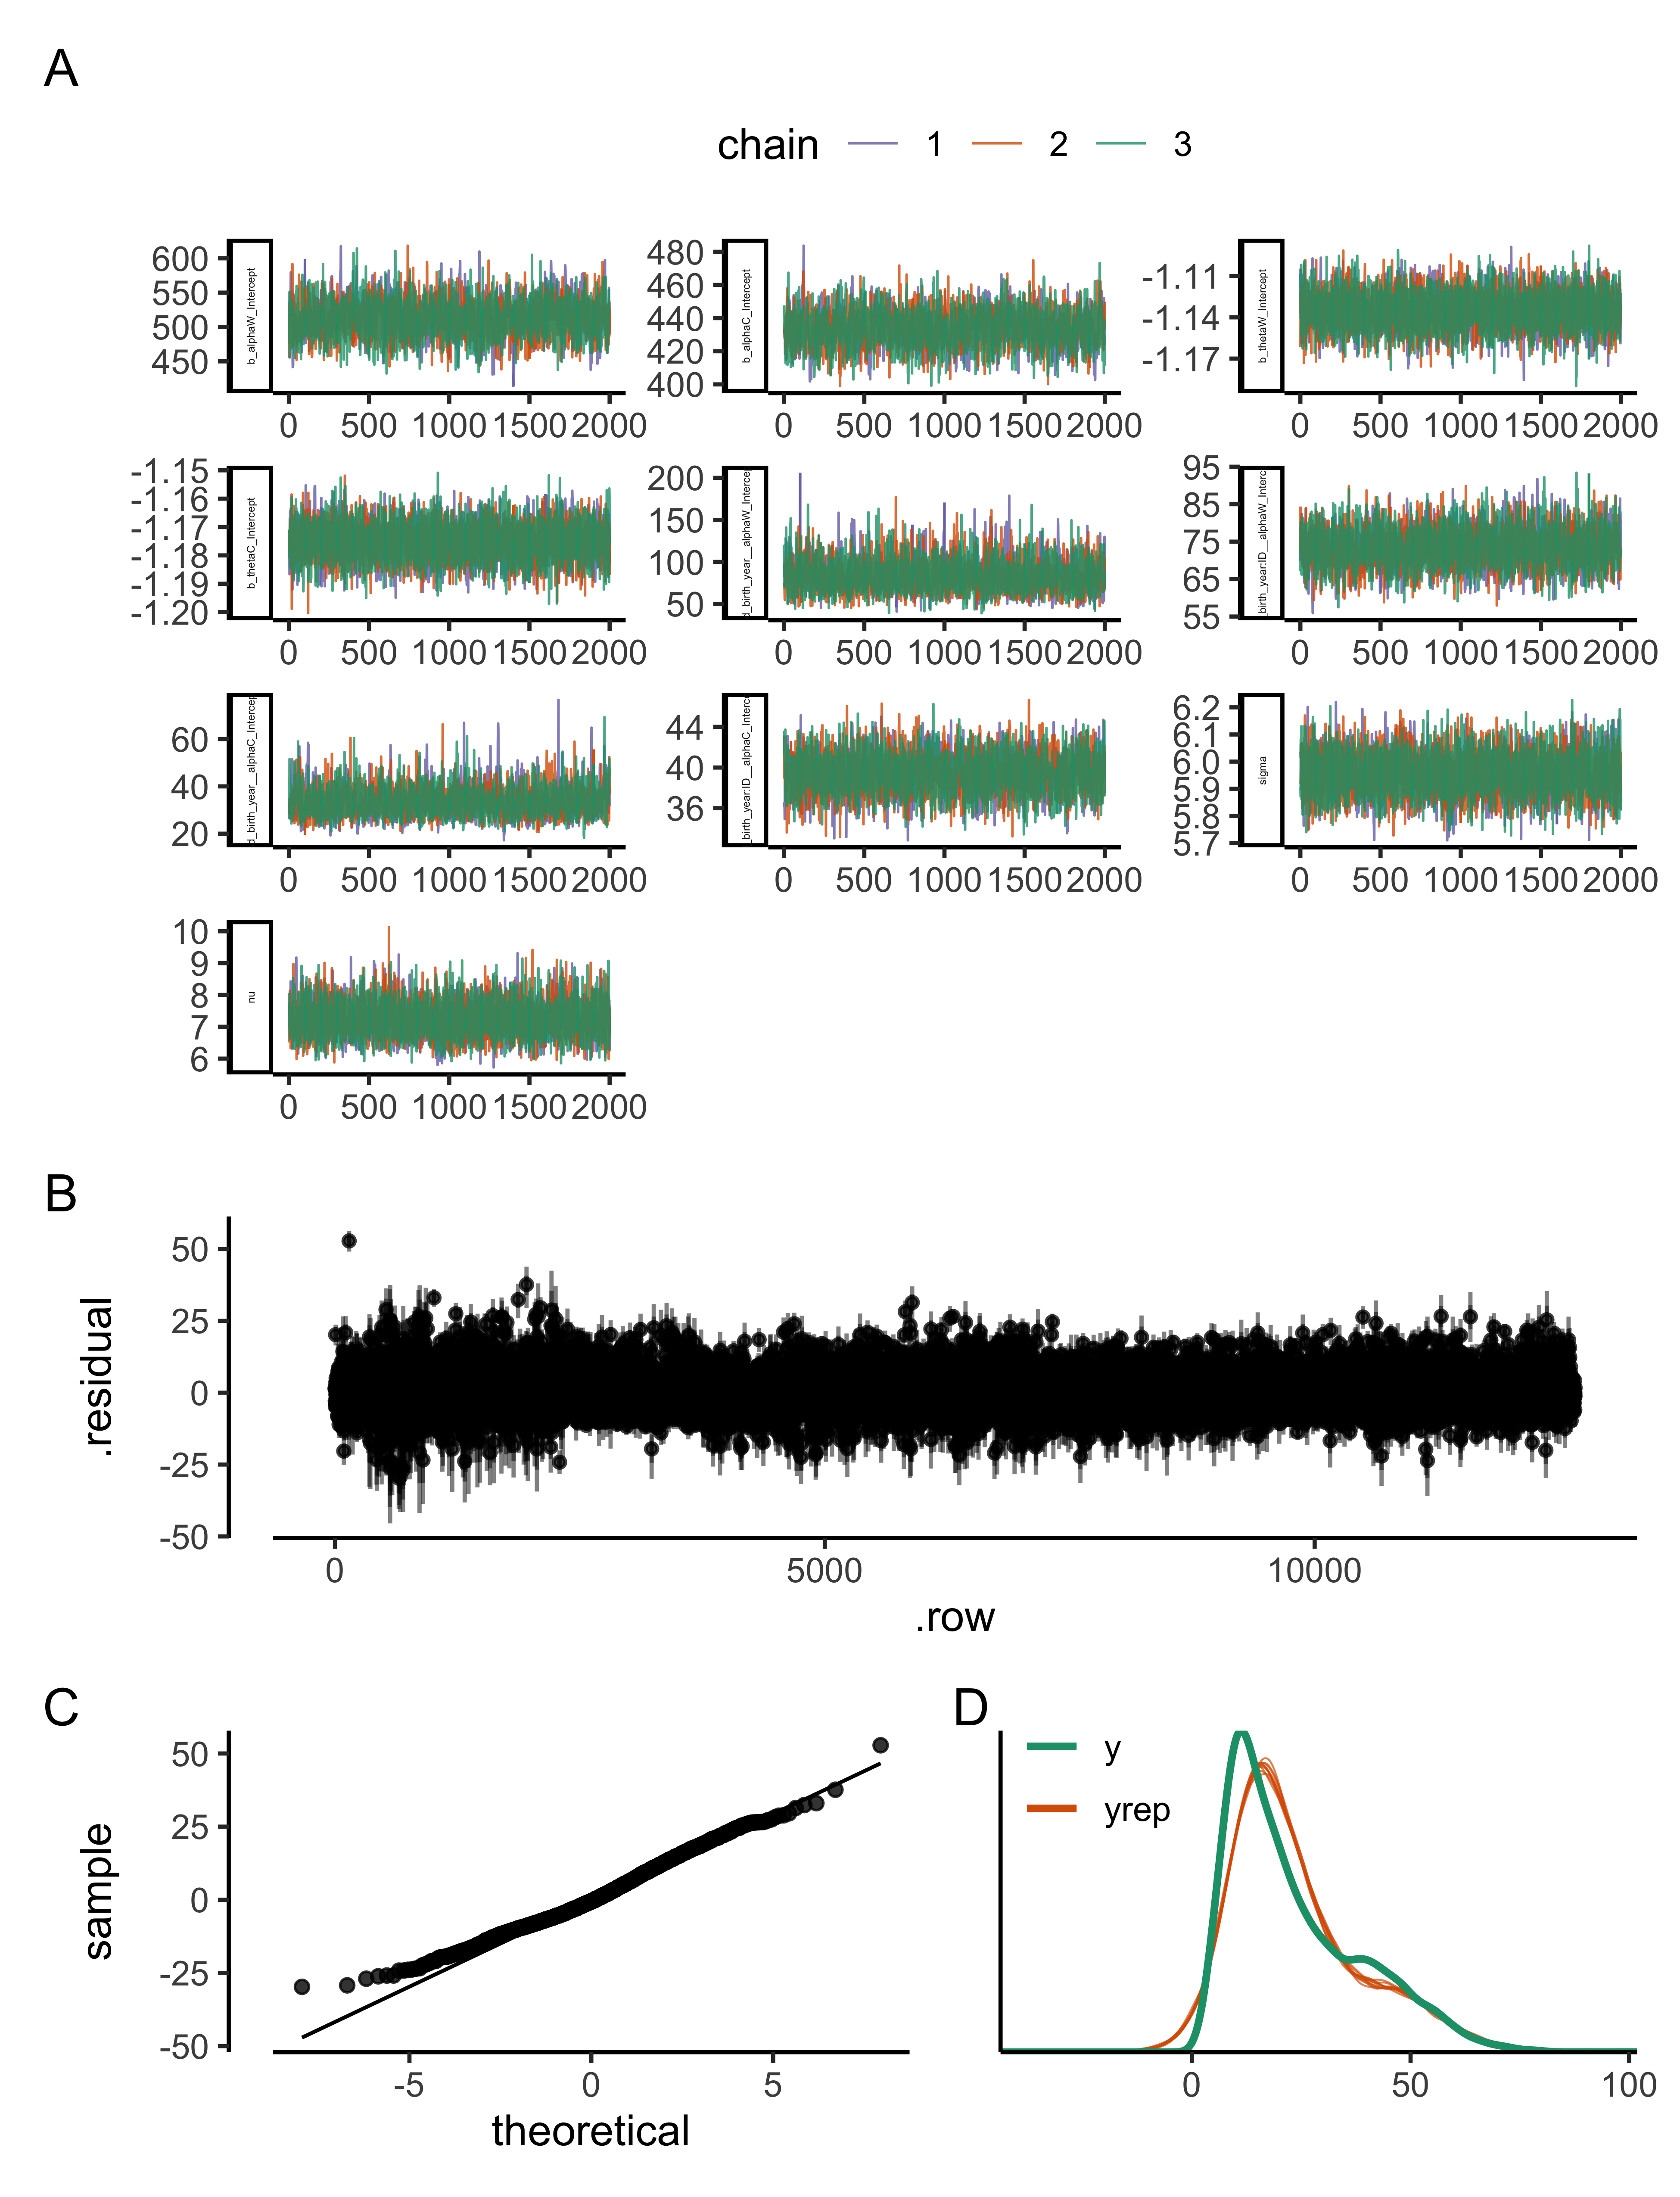 A
chain 1 2 3
b_alphaW_Intercept
600
550
500
450
0 500 1000 1500 2000
b_alphaC_Intercept
480
460
440
420
400
0 500 1000 1500 2000
b_thetaW_Intercept
-1.11
-1.14
-1.17
0 500 1000 1500 2000
b_thetaC_Intercept
-1.15
-1.16
-1.17
-1.18
-1.19
-1.20
0 500 1000 1500 2000
d_birth_year__alphaW_Intercep
200
150
100
50
0 500 1000 1500 2000
_birth_year:ID__alphaW_Interc
95
85
75
65
55
0 500 1000 1500 2000
d_birth_year__alphaC_Intercep
60
40
20
0 500 1000 1500 2000
_birth_year:ID__alphaC_Interc
44
40
36
0 500 1000 1500 2000
sigma
6.2
6.1
6.0
5.9
5.8
5.7
0 500 1000 1500 2000
nu
10
9
8
7
6
0 500 1000 1500 2000
B
.residual
50
25
0
-25
-50
0 5000 10000
.row
C
sample
50
25
0
-25
-50
-5 0 5
theoretical
D
y
yrep
0 50 100